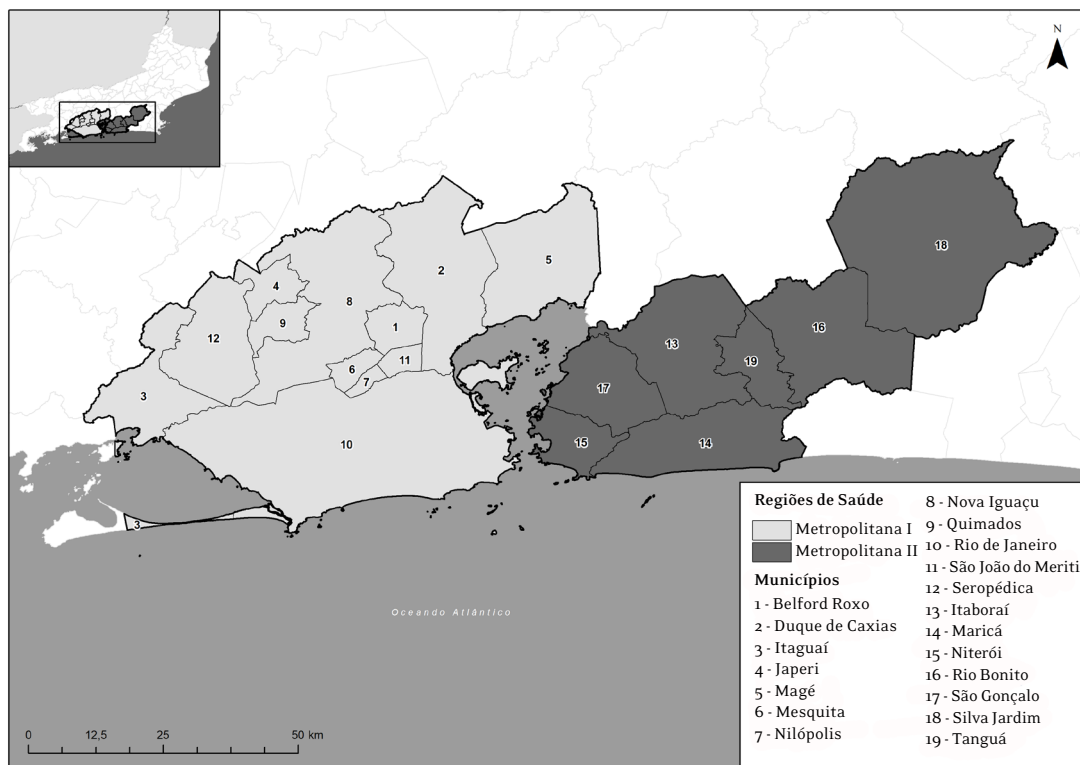 N
18
5
2
4
8
16
9
1
12
13
11
19
6
7
3
17
10
15
14
3
Oceando Atlântico
0 12,5 25 50 km
Regiões de Saúde
Metropolitana I
Metropolitana II
Municípios
1 - Belford Roxo
2 - Duque de Caxias
3 - Itaguaí
4 - Japeri
5 - Magé
6 - Mesquita
7 - Nilópolis
8 - Nova Iguaçu
9 - Quimados
10 - Rio de Janeiro
11 - São João do Meriti
12 - Seropédica
13 - Itaboraí
14 - Maricá
15 - Niterói
16 - Rio Bonito
17 - São Gonçalo
18 - Silva Jardim
19 - Tanguá